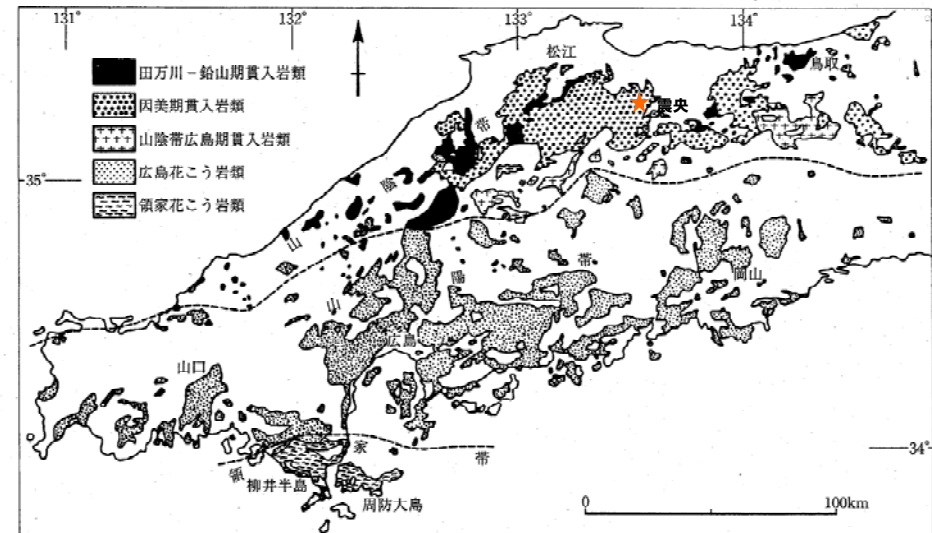 131°
132°
133°
134°
松江
鳥取
田万川－鉛山期貫入岩類
因美期貫入岩類
山陰帯広島期貫入岩類
広島花こう岩類
領家花こう岩類
震央
35°
山陰帯
山陽帯
岡山
広島
山口
34°
領家帯
柳井半島
周防大島
0
100km